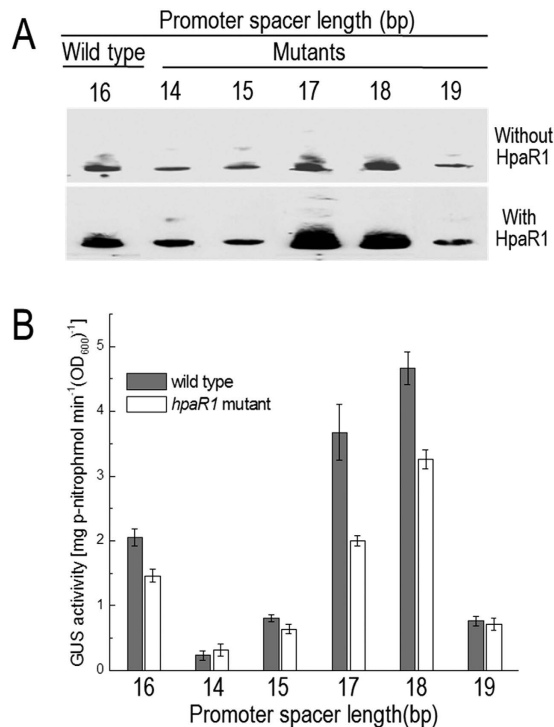 A
Promoter spacer length (bp)
Wild type Mutants
16 14 15 17 18 19
Without
HpaR1
With
HpaR1
B
GUS activivity [mg p-nitrophmol min⁻¹(OD₆₀₀)⁻¹]
5
4
3
2
1
0
wild type
hpaR1 mutant
16 14 15 17 18 19
Promoter spacer length(bp)